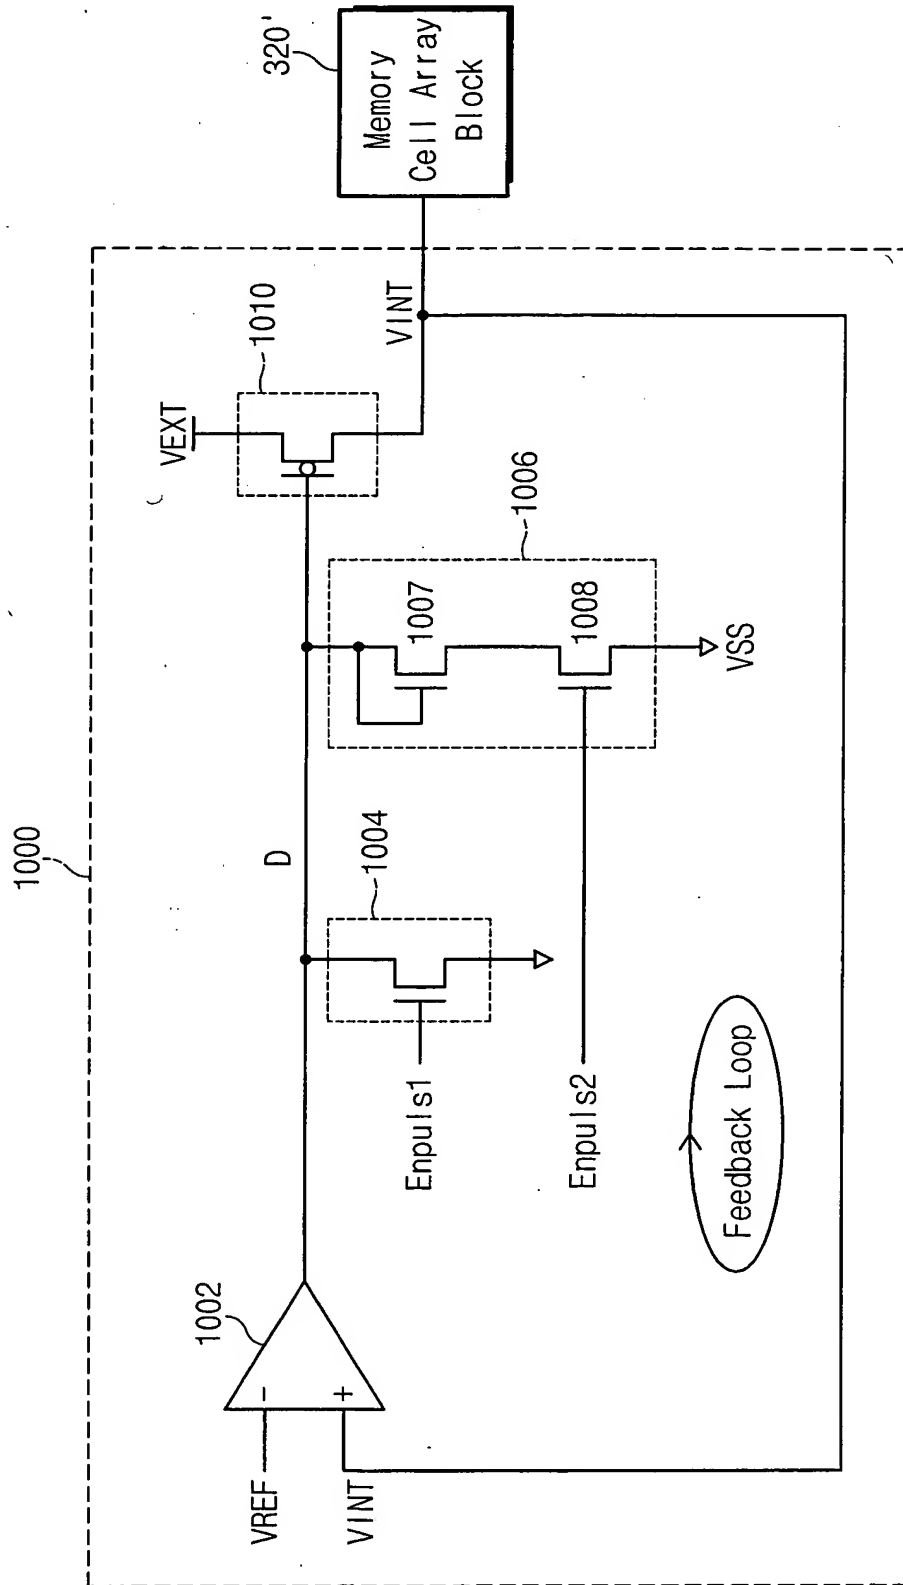 1000
VREF
VINT
-
+
1002
Enpuls1
Enpuls2
Feedback Loop
D
1004
1006
1007
1008
VSS
VEXT
1010
VINT
320'
Memory
Cell Array
Block